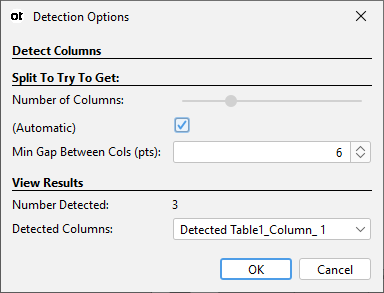 ot Detection Options
Detect Columns
Split To Try To Get:
Number of Columns:
(Automatic)
Min Gap Between Cols (pts): 6
View Results
Number Detected: 3
Detected Columns: Detected Table1_Column_ 1
OK Cancel